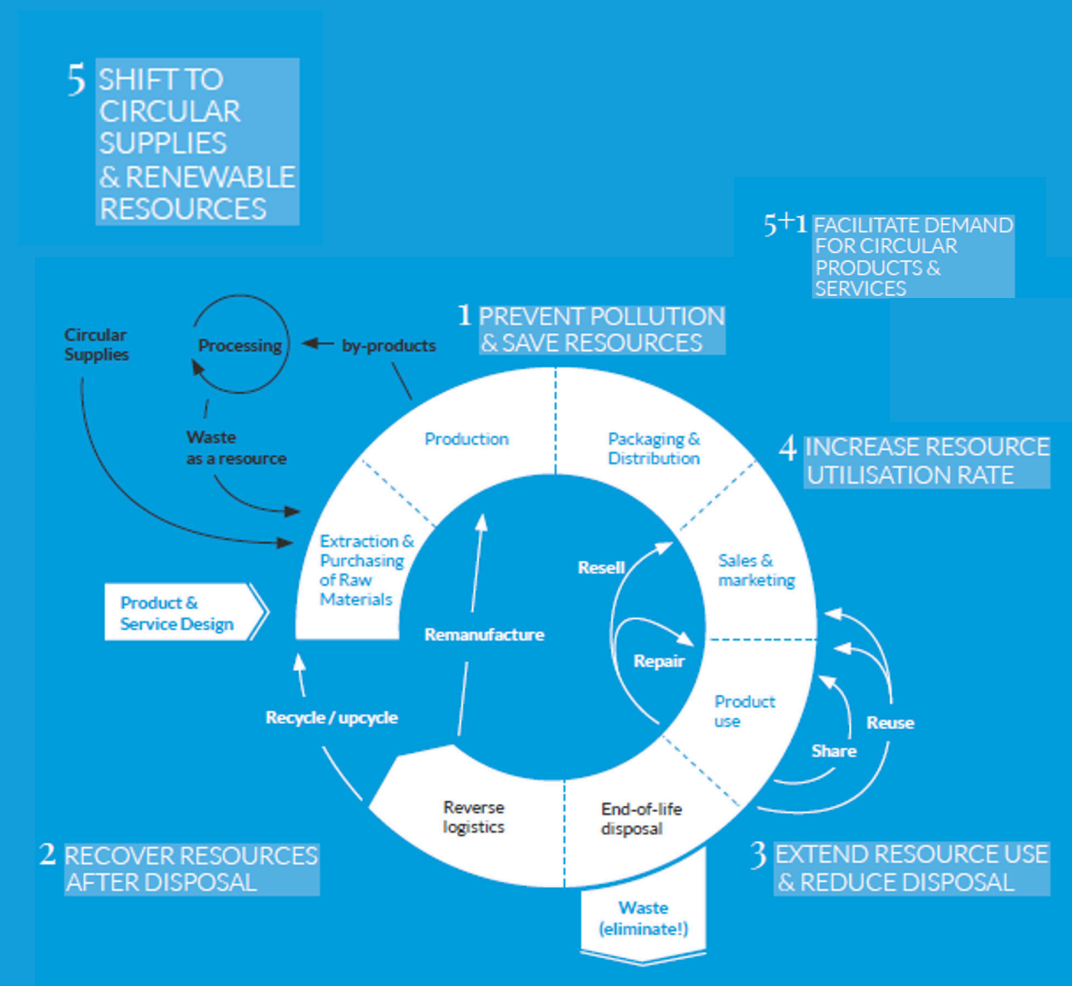 5 SHIFT TO
CIRCULAR
SUPPLIES
& RENEWABLE
RESOURCES
5+1 FACILITATE DEMAND
FOR CIRCULAR
PRODUCTS &
SERVICES
1 PREVENT POLLUTION
& SAVE RESOURCES
Circular
Supplies
Processing
by-products
Waste
as a resource
Production
Packaging &
Distribution
4 INCREASE RESOURCE
UTILISATION RATE
Extraction &
Purchasing
of Raw
Materials
Resell
Sales &
marketing
Product &
Service Design
Remanufacture
Repair
Product
use
Reuse
Share
Recycle / upcycle
Reverse
logistics
End-of-life
disposal
2 RECOVER RESOURCES
AFTER DISPOSAL
3 EXTEND RESOURCE USE
& REDUCE DISPOSAL
Waste
(eliminate!)